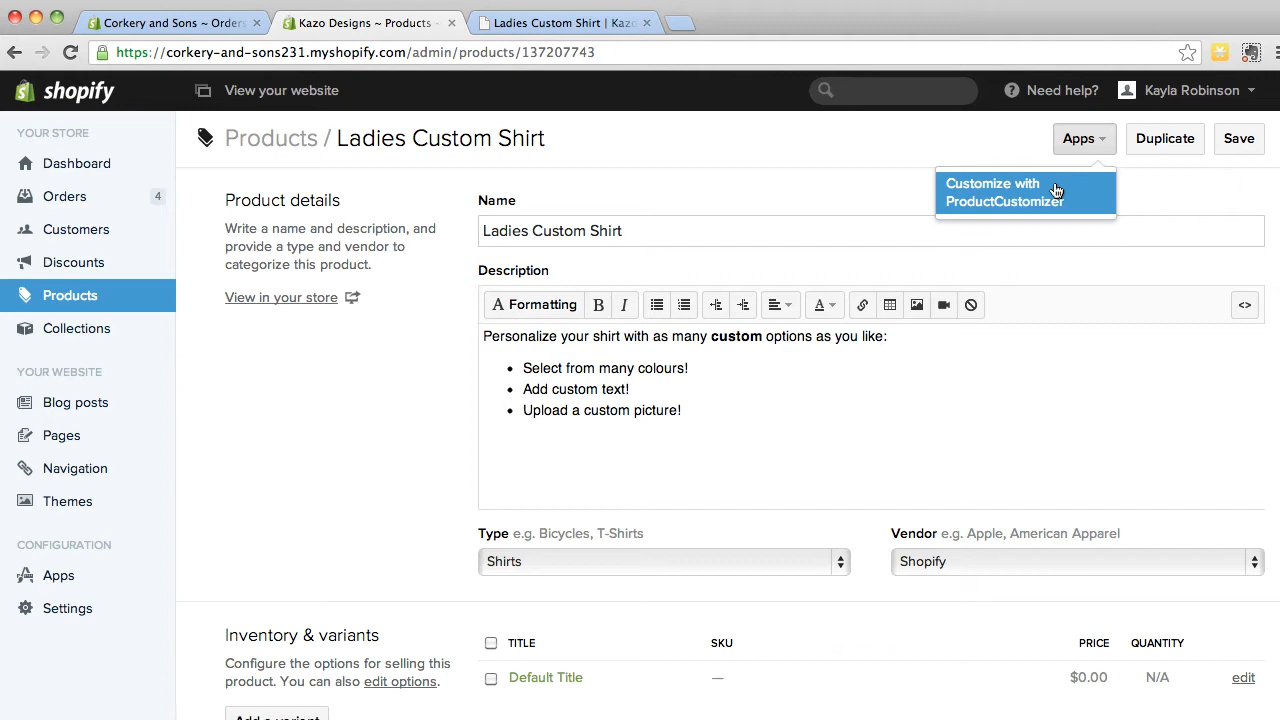 Corkery and Sons ~ Orders
Kazo Designs ~ Products -
Ladies Custom Shirt | Kazo
https://corkery-and-sons231.myshopify.com/admin/products/137207743
shopify
View your website
Need help?
Kayla Robinson
YOUR STORE
Dashboard
Orders 4
Customers
Discounts
Products
Collections
YOUR WEBSITE
Blog posts
Pages
Navigation
Themes
CONFIGURATION
Apps
Settings
Products / Ladies Custom Shirt
Apps
Duplicate
Save
Customize with
ProductCustomizer
Product details
Write a name and description, and
provide a type and vendor to
categorize this product.
View in your store
Name
Ladies Custom Shirt
Description
A Formatting B I A <>
Personalize your shirt with as many custom options as you like:
• Select from many colours!
• Add custom text!
• Upload a custom picture!
Type e.g. Bicycles, T-Shirts
Shirts
Vendor e.g. Apple, American Apparel
Shopify
Inventory & variants
Configure the options for selling this
product. You can also edit options.
Add a variant
TITLE SKU PRICE QUANTITY
Default Title — $0.00 N/A edit